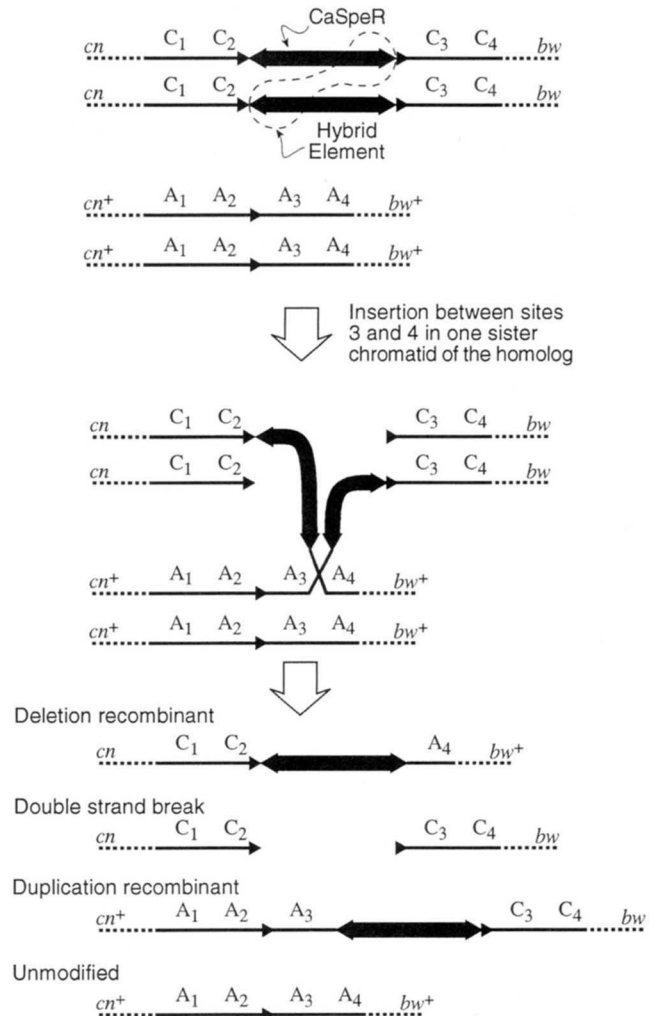 CaSpeR
cn C₁ C₂ C₃ C₄ bw
cn C₁ C₂ C₃ C₄ bw
Hybrid
Element
cn⁺ A₁ A₂ A₃ A₄ bw⁺
cn⁺ A₁ A₂ A₃ A₄ bw⁺
Insertion between sites
3 and 4 in one sister
chromatid of the homolog
cn C₁ C₂ C₃ C₄ bw
cn C₁ C₂ C₃ C₄ bw
cn⁺ A₁ A₂ A₃ A₄ bw⁺
cn⁺ A₁ A₂ A₃ A₄ bw⁺
Deletion recombinant
cn C₁ C₂ A₄ bw⁺
Double strand break
cn C₁ C₂ C₃ C₄ bw
Duplication recombinant
cn⁺ A₁ A₂ A₃ C₃ C₄ bw
Unmodified
cn⁺ A₁ A₂ A₃ A₄ bw⁺